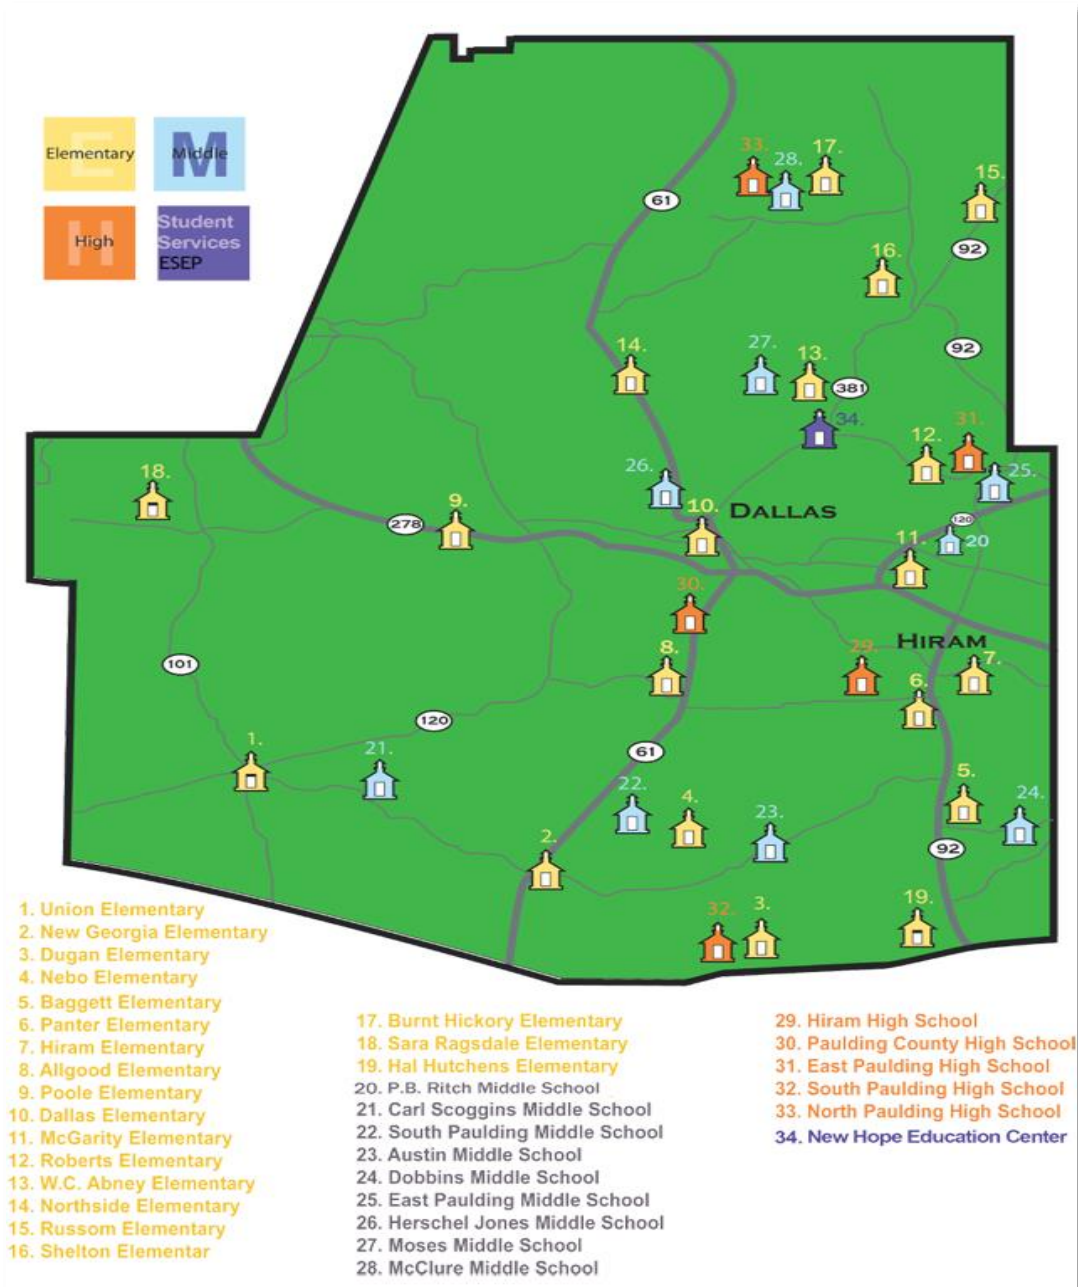 E
Elementary
M
Middle
H
High
Student
Services
ESEP
33.
28.
17.
15.
61
92
16.
92
14.
27.
13.
381
34.
12.
31.
25.
18.
26.
9.
10.
DALLAS
278
120
11.
20
30.
HIRAM
101
8.
29.
7.
6.
120
61
1.
21.
22.
4.
23.
5.
24.
2.
92
32.
3.
19.
1. Union Elementary
2. New Georgia Elementary
3. Dugan Elementary
4. Nebo Elementary
5. Baggett Elementary
6. Panter Elementary
7. Hiram Elementary
8. Allgood Elementary
9. Poole Elementary
10. Dallas Elementary
11. McGarity Elementary
12. Roberts Elementary
13. W.C. Abney Elementary
14. Northside Elementary
15. Russom Elementary
16. Shelton Elementar
17. Burnt Hickory Elementary
18. Sara Ragsdale Elementary
19. Hal Hutchens Elementary
20. P.B. Ritch Middle School
21. Carl Scoggins Middle School
22. South Paulding Middle School
23. Austin Middle School
24. Dobbins Middle School
25. East Paulding Middle School
26. Herschel Jones Middle School
27. Moses Middle School
28. McClure Middle School
29. Hiram High School
30. Paulding County High School
31. East Paulding High School
32. South Paulding High School
33. North Paulding High School
34. New Hope Education Center